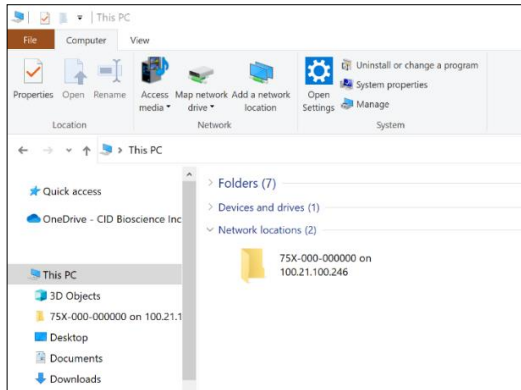 This PC
File Computer View
Properties Open Rename Access media Map network drive Add a network location Open Settings Uninstall or change a program
System properties
Manage
Location Network System
This PC
Quick access
OneDrive - CID Bioscience Inc
This PC
3D Objects
75X-000-000000 on 100.21.1
Desktop
Documents
Downloads
Folders (7)
Devices and drives (1)
Network locations (2)
75X-000-000000 on
100.21.100.246